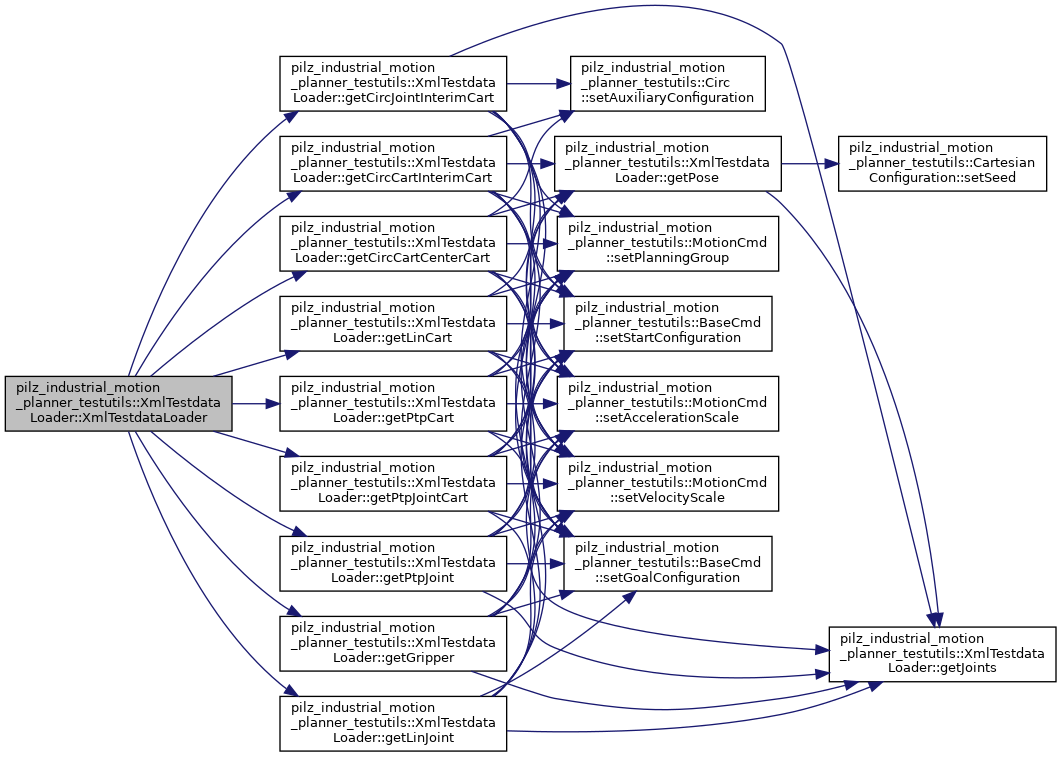 pilz_industrial_motion
_planner_testutils::XmlTestdata
Loader::XmlTestdataLoader
pilz_industrial_motion
_planner_testutils::XmlTestdata
Loader::getCircJointInterimCart
pilz_industrial_motion
_planner_testutils::XmlTestdata
Loader::getCircCartInterimCart
pilz_industrial_motion
_planner_testutils::XmlTestdata
Loader::getCircCartCenterCart
pilz_industrial_motion
_planner_testutils::XmlTestdata
Loader::getLinCart
pilz_industrial_motion
_planner_testutils::XmlTestdata
Loader::getPtpCart
pilz_industrial_motion
_planner_testutils::XmlTestdata
Loader::getPtpJointCart
pilz_industrial_motion
_planner_testutils::XmlTestdata
Loader::getPtpJoint
pilz_industrial_motion
_planner_testutils::XmlTestdata
Loader::getGripper
pilz_industrial_motion
_planner_testutils::XmlTestdata
Loader::getLinJoint
pilz_industrial_motion
_planner_testutils::Circ
::setAuxiliaryConfiguration
pilz_industrial_motion
_planner_testutils::XmlTestdata
Loader::getPose
pilz_industrial_motion
_planner_testutils::MotionCmd
::setPlanningGroup
pilz_industrial_motion
_planner_testutils::BaseCmd
::setStartConfiguration
pilz_industrial_motion
_planner_testutils::MotionCmd
::setAccelerationScale
pilz_industrial_motion
_planner_testutils::MotionCmd
::setVelocityScale
pilz_industrial_motion
_planner_testutils::BaseCmd
::setGoalConfiguration
pilz_industrial_motion
_planner_testutils::Cartesian
Configuration::setSeed
pilz_industrial_motion
_planner_testutils::XmlTestdata
Loader::getJoints